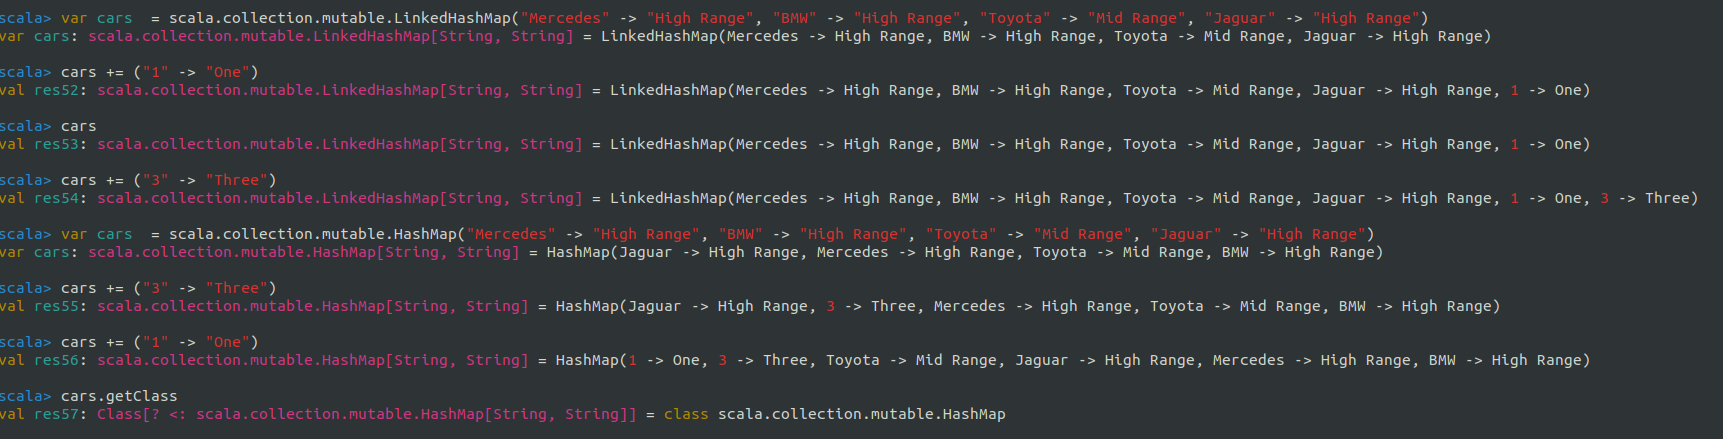 scala> var cars  = scala.collection.mutable.LinkedHashMap("Mercedes" -> "High Range", "BMW" -> "High Range", "Toyota" -> "Mid Range", "Jaguar" -> "High Range")
var cars: scala.collection.mutable.LinkedHashMap[String, String] = LinkedHashMap(Mercedes -> High Range, BMW -> High Range, Toyota -> Mid Range, Jaguar -> High Range)
scala> cars += ("1" -> "One")
val res52: scala.collection.mutable.LinkedHashMap[String, String] = LinkedHashMap(Mercedes -> High Range, BMW -> High Range, Toyota -> Mid Range, Jaguar -> High Range, 1 -> One)
scala> cars
val res53: scala.collection.mutable.LinkedHashMap[String, String] = LinkedHashMap(Mercedes -> High Range, BMW -> High Range, Toyota -> Mid Range, Jaguar -> High Range, 1 -> One)
scala> cars += ("3" -> "Three")
val res54: scala.collection.mutable.LinkedHashMap[String, String] = LinkedHashMap(Mercedes -> High Range, BMW -> High Range, Toyota -> Mid Range, Jaguar -> High Range, 1 -> One, 3 -> Three)
scala> var cars  = scala.collection.mutable.HashMap("Mercedes" -> "High Range", "BMW" -> "High Range", "Toyota" -> "Mid Range", "Jaguar" -> "High Range")
var cars: scala.collection.mutable.HashMap[String, String] = HashMap(Jaguar -> High Range, Mercedes -> High Range, Toyota -> Mid Range, BMW -> High Range)
scala> cars += ("3" -> "Three")
val res55: scala.collection.mutable.HashMap[String, String] = HashMap(Jaguar -> High Range, 3 -> Three, Mercedes -> High Range, Toyota -> Mid Range, BMW -> High Range)
scala> cars += ("1" -> "One")
val res56: scala.collection.mutable.HashMap[String, String] = HashMap(1 -> One, 3 -> Three, Toyota -> Mid Range, Jaguar -> High Range, Mercedes -> High Range, BMW -> High Range)
scala> cars.getClass
val res57: Class[? <: scala.collection.mutable.HashMap[String, String]] = class scala.collection.mutable.HashMap